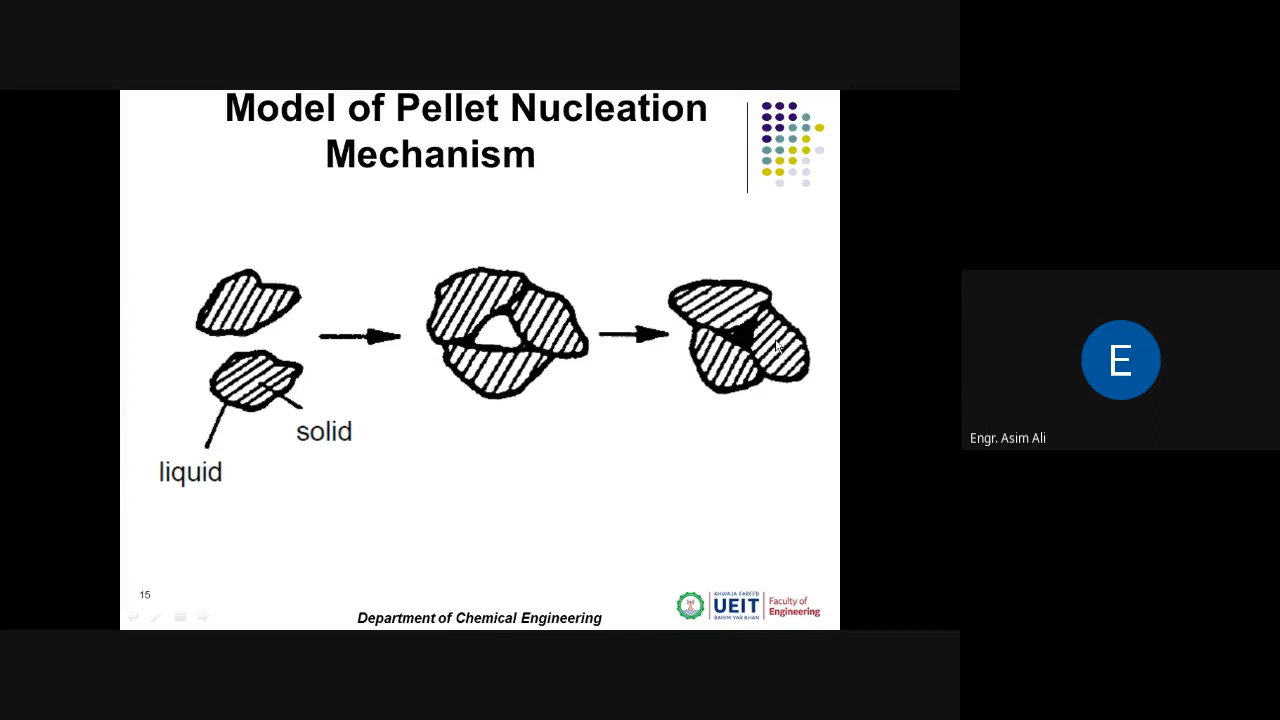 Model of Pellet Nucleation
Mechanism
solid
liquid
15
Department of Chemical Engineering
KHWAJA FAREED
UEIT
RAHIM YAR KHAN
Faculty of
Engineering
E
Engr. Asim Ali